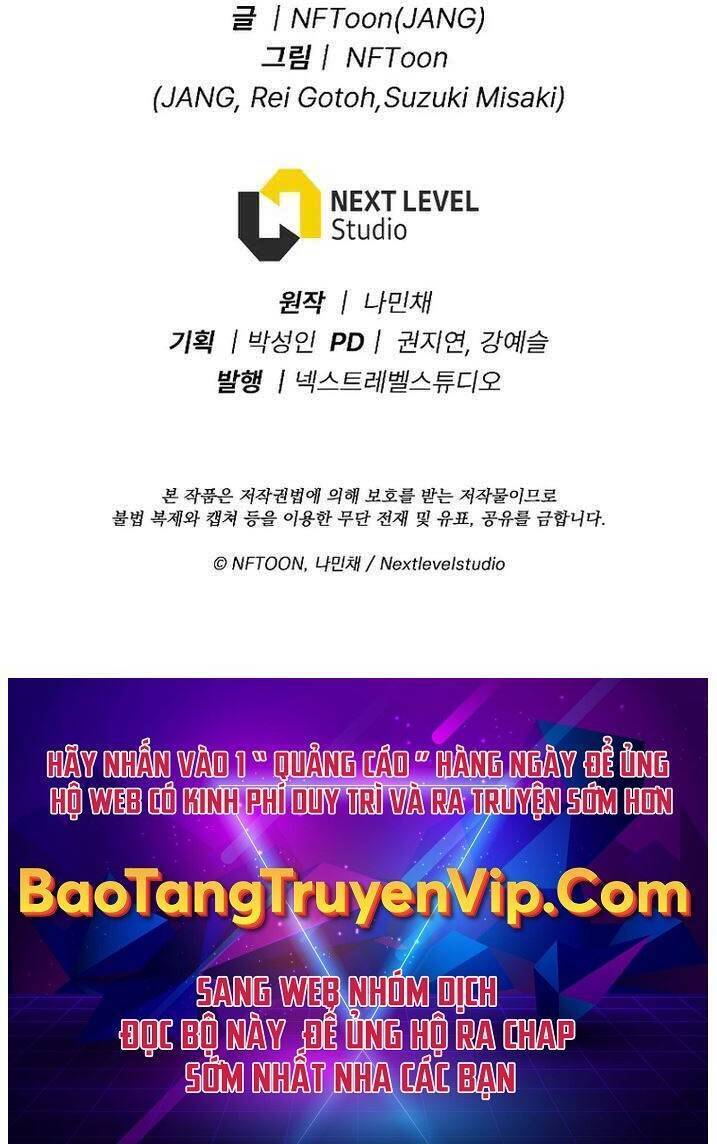 글 | NFToon(JANG)
그림 | NFToon
(JANG, Rei Gotoh,Suzuki Misaki)
NEXT LEVEL
Studio
원작 | 나민채
기획 | 박성인 PD | 권지연, 강예슬
발행 | 넥스트레벨스튜디오
본 작품은 저작권법에 의해 보호를 받는 저작물이므로
불법 복제와 캡쳐 등을 이용한 무단 전재 및 유포, 공유를 금합니다.
© NFTOON, 나민채 / Nextlevelstudio
HÃY NHẤN VÀO 1 “ QUẢNG CÁO ” HÀNG NGÀY ĐỂ ỦNG
HỘ WEB CÓ KINH PHÍ DUY TRÌ VÀ RA TRUYỆN SỚM HƠN
BaoTangTruyenVip.Com
SANG WEB NHÓM DỊCH
ĐỌC BỘ NÀY ĐỂ ỦNG HỘ RA CHAP
SỚM NHẤT NHA CÁC BẠN